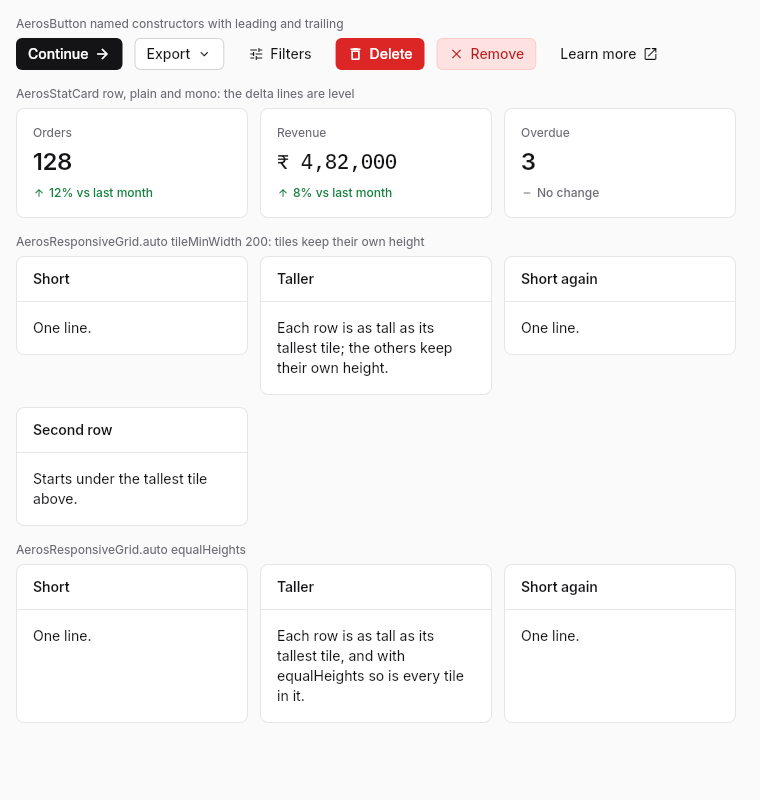 AerosButton named constructors with leading and trailing
Continue
Export
Filters
Delete
Remove
Learn more
AerosStatCard row, plain and mono: the delta lines are level
Orders
128
12% vs last month
Revenue
₹ 4,82,000
8% vs last month
Overdue
3
No change
AerosResponsiveGrid.auto tileMinWidth 200: tiles keep their own height
Short
One line.
Taller
Each row is as tall as its
tallest tile; the others keep
their own height.
Short again
One line.
Second row
Starts under the tallest tile
above.
AerosResponsiveGrid.auto equalHeights
Short
One line.
Taller
Each row is as tall as its
tallest tile, and with
equalHeights so is every tile
in it.
Short again
One line.